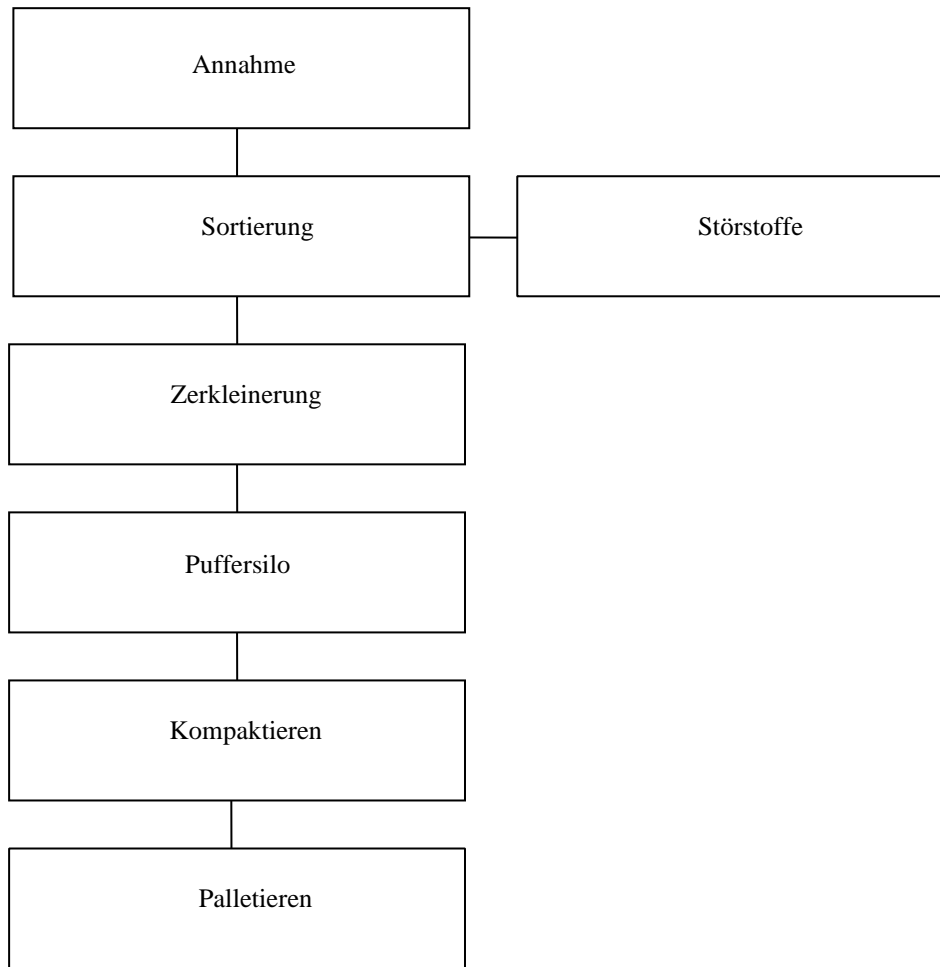 Annahme
Sortierung
Störstoffe
Zerkleinerung
Puffersilo
Kompaktieren
Palletieren